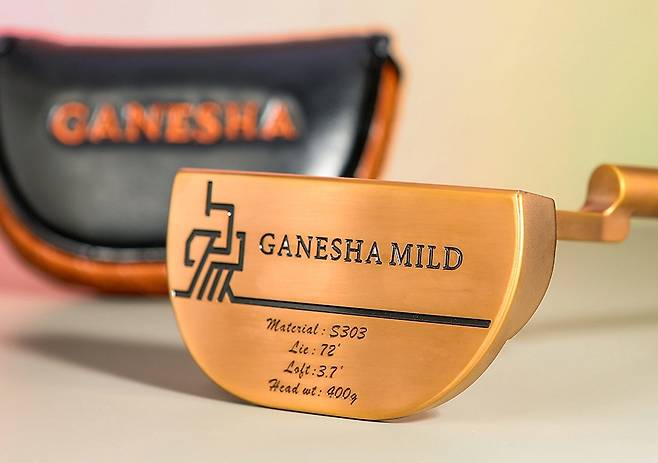 GANESHA
GANESHA MILD
Material : S303
Lie : 72'
Loft : 3.7'
Head wt : 400g